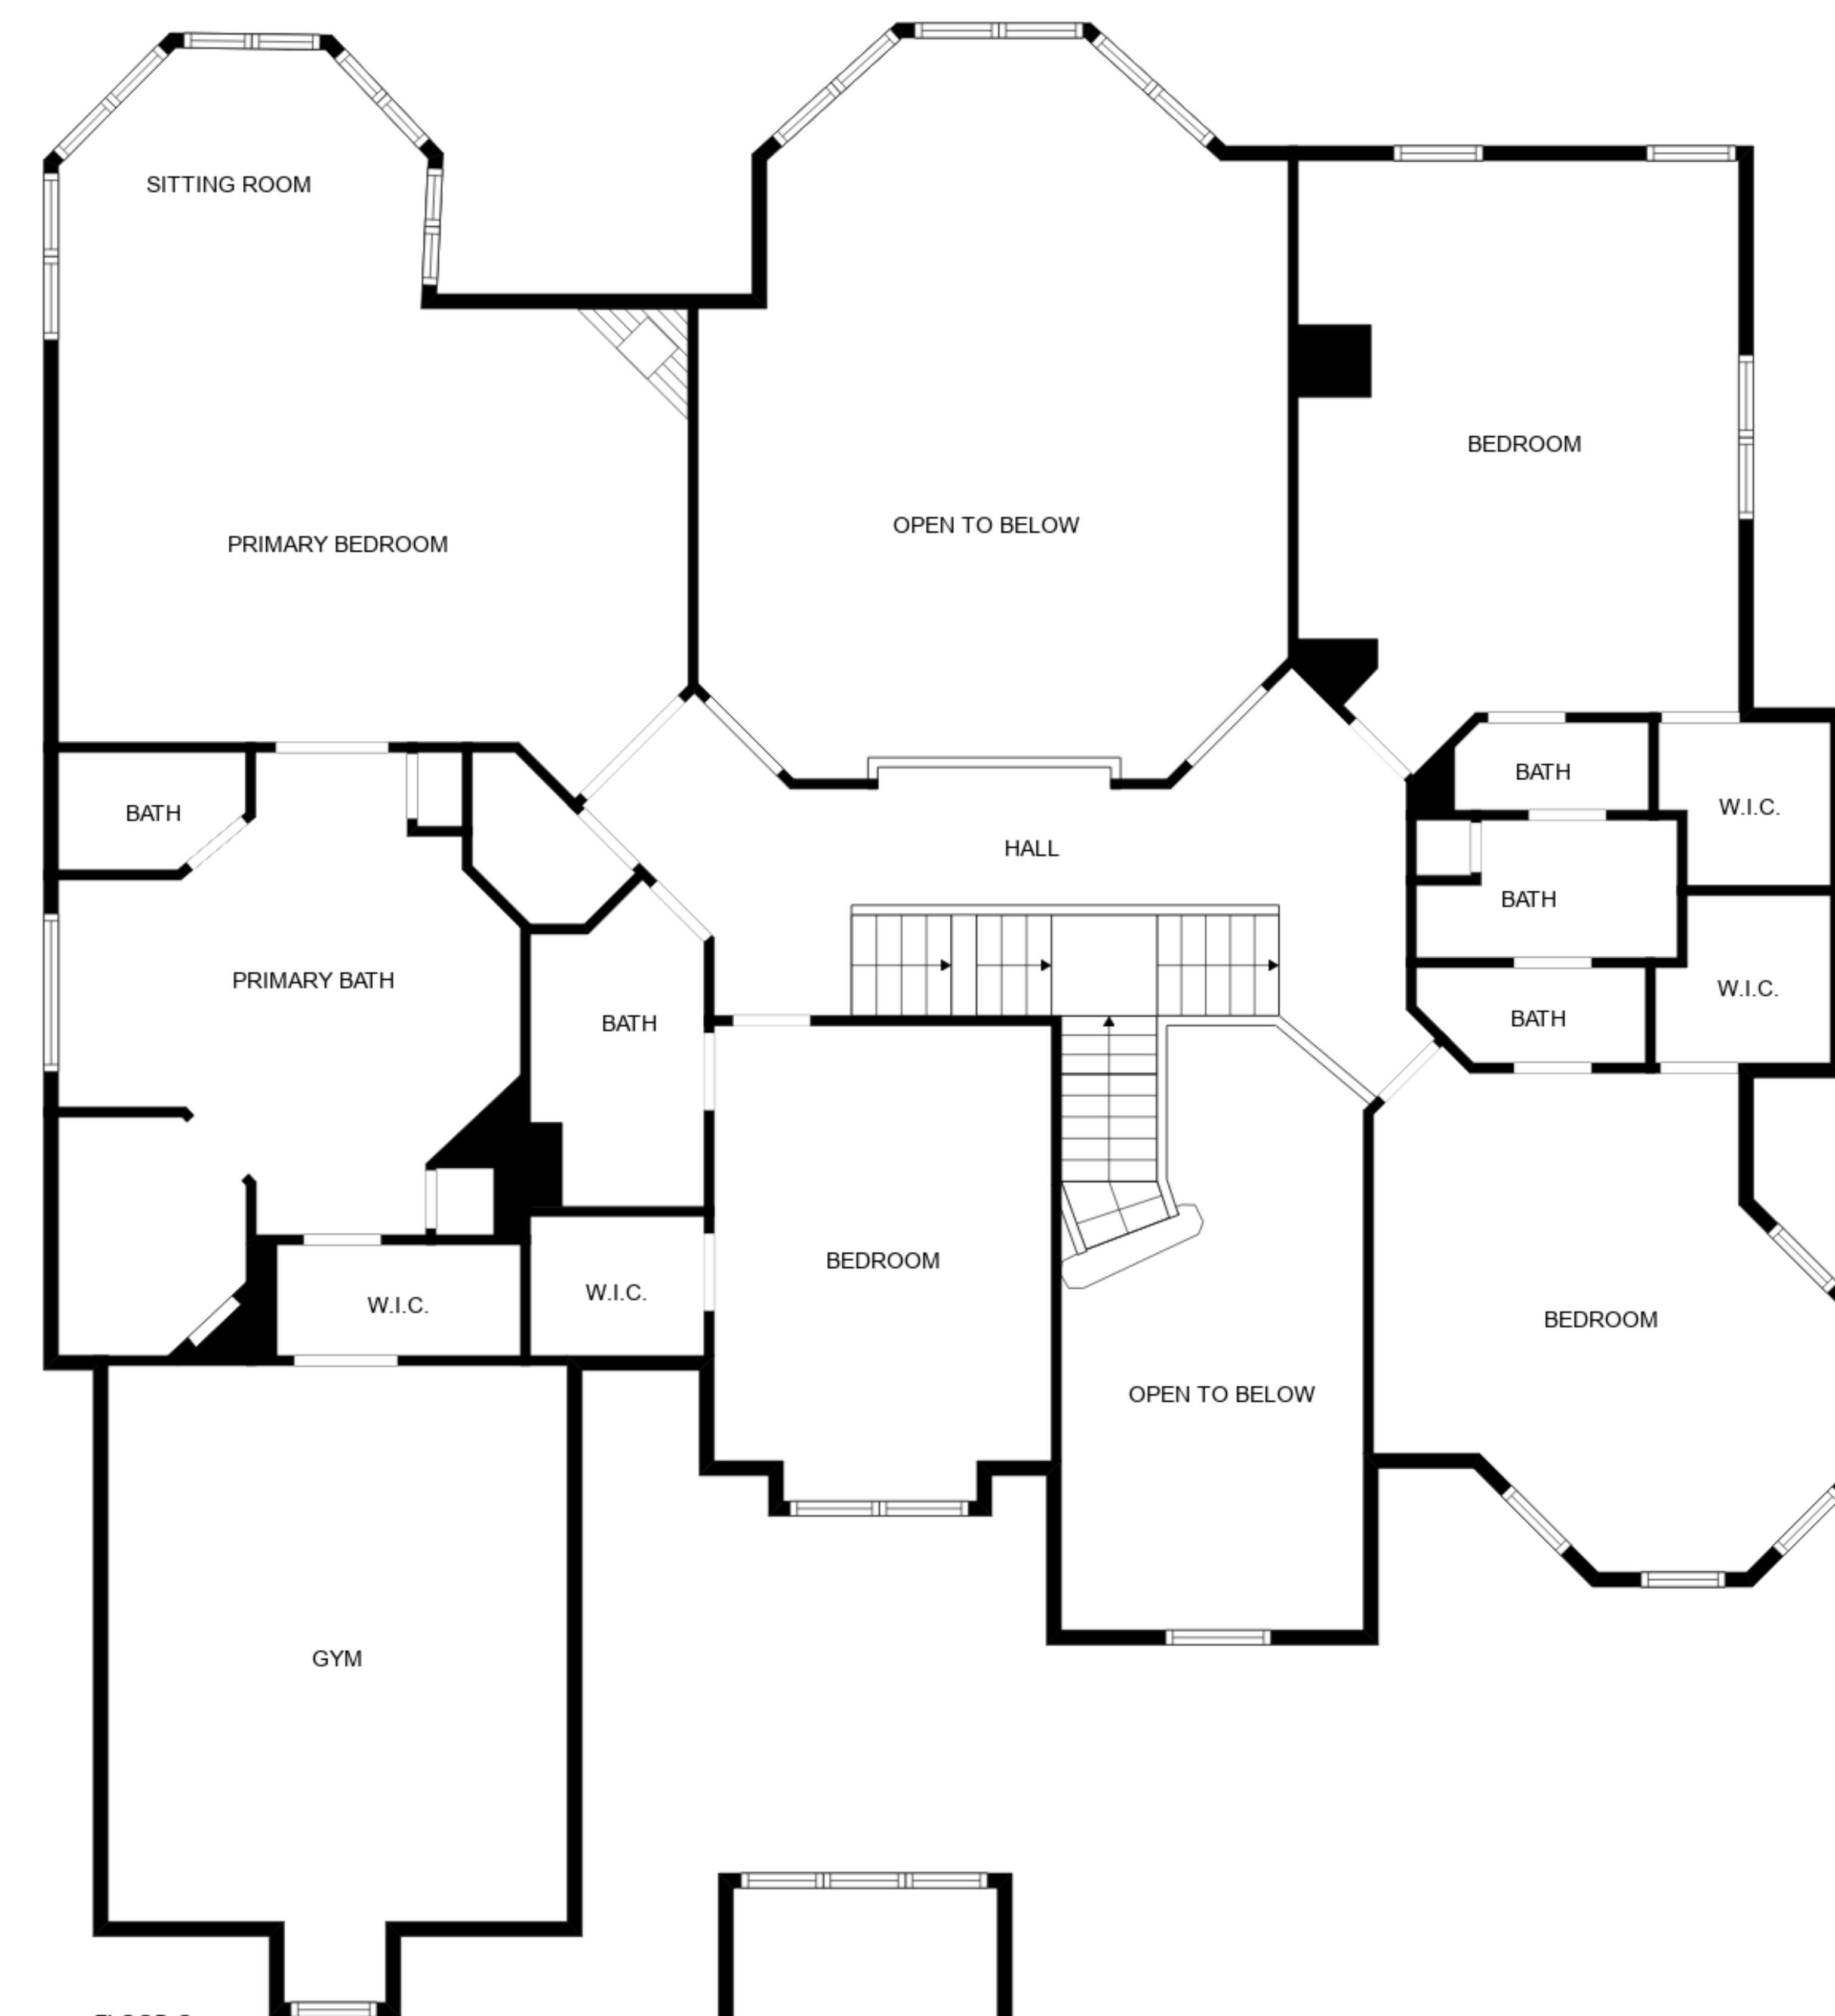 SITTING ROOM
BEDROOM
OPEN TO BELOW
PRIMARY BEDROOM
BATH
W.I.C.
BATH
HALL
BATH
PRIMARY BATH
W.I.C.
BATH
BATH
BEDROOM
W.I.C.
W.I.C.
BEDROOM
OPEN TO BELOW
GYM